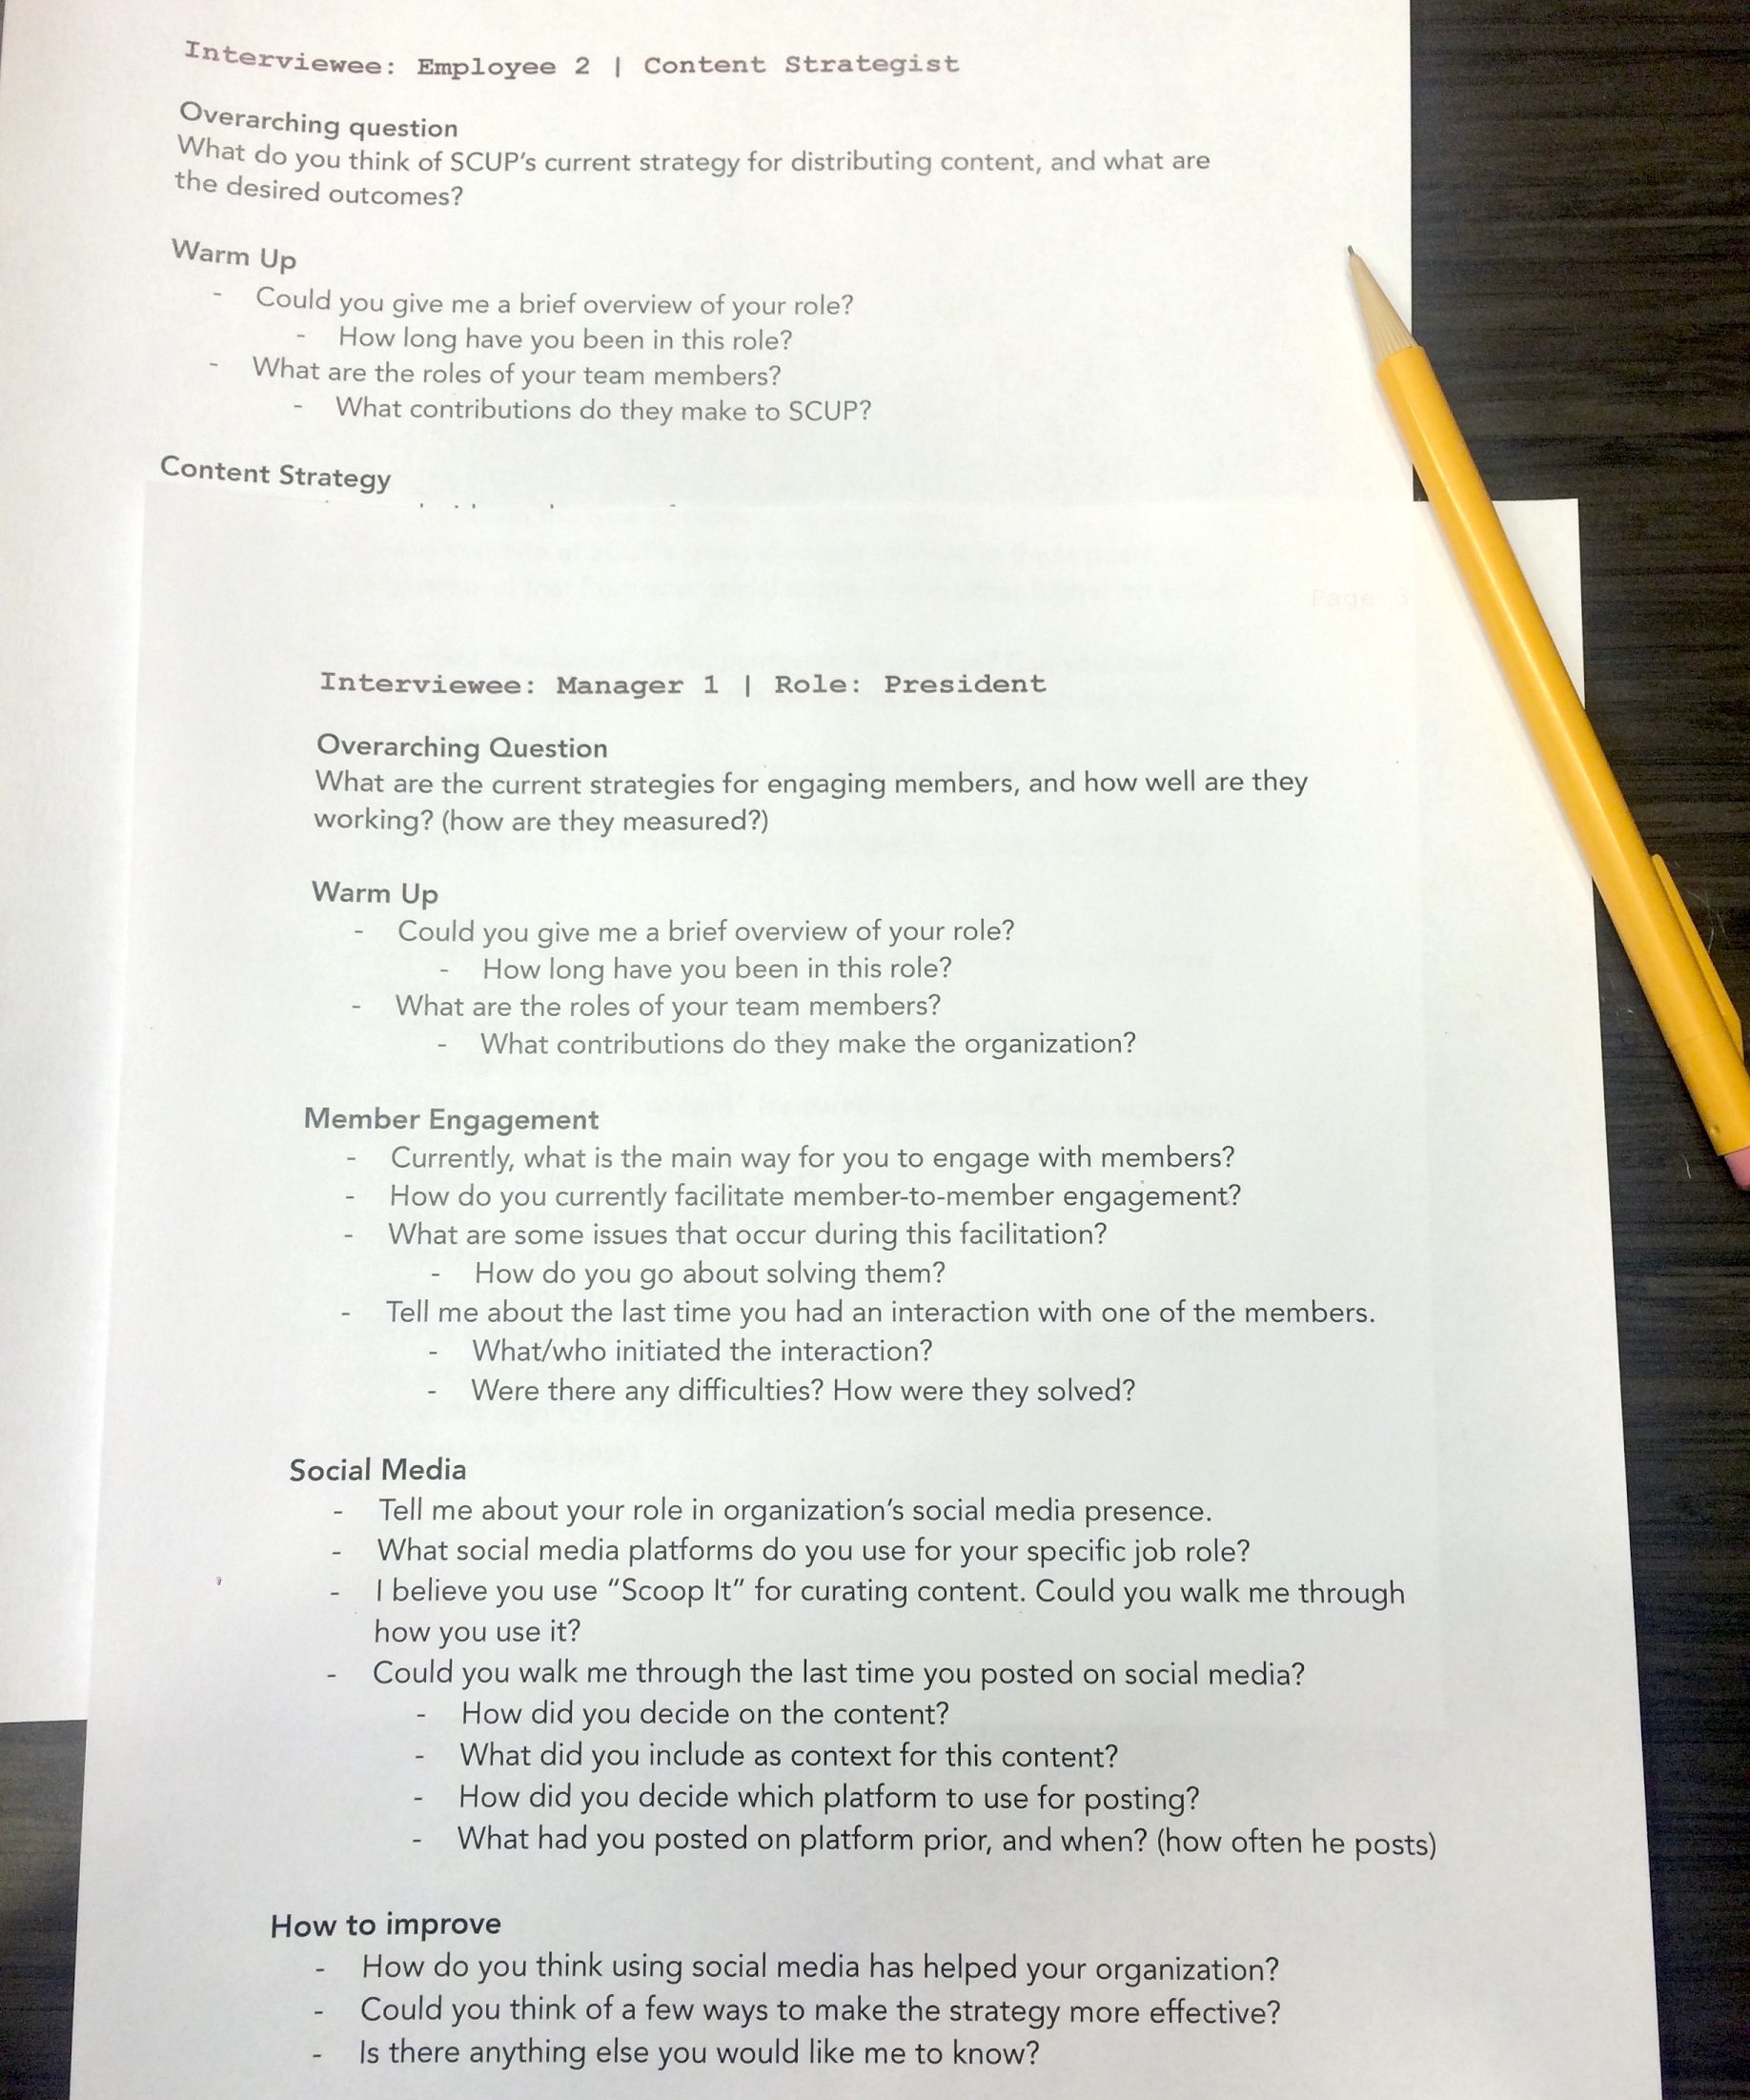 Interviewee: Employee 2 | Content Strategist
Overarching question
What do you think of SCUP's current strategy for distributing content, and what are
the desired outcomes?
Warm Up
- Could you give me a brief overview of your role?
- How long have you been in this role?
- What are the roles of your team members?
- What contributions do they make to SCUP?
Content Strategy
Page 3
Interviewee: Manager 1 | Role: President
Overarching Question
What are the current strategies for engaging members, and how well are they
working? (how are they measured?)
Warm Up
- Could you give me a brief overview of your role?
- How long have you been in this role?
- What are the roles of your team members?
- What contributions do they make the organization?
Member Engagement
- Currently, what is the main way for you to engage with members?
- How do you currently facilitate member-to-member engagement?
- What are some issues that occur during this facilitation?
- How do you go about solving them?
- Tell me about the last time you had an interaction with one of the members.
- What/who initiated the interaction?
- Were there any difficulties? How were they solved?
Social Media
- Tell me about your role in organization's social media presence.
- What social media platforms do you use for your specific job role?
- I believe you use "Scoop It" for curating content. Could you walk me through
how you use it?
- Could you walk me through the last time you posted on social media?
- How did you decide on the content?
- What did you include as context for this content?
- How did you decide which platform to use for posting?
- What had you posted on platform prior, and when? (how often he posts)
How to improve
- How do you think using social media has helped your organization?
- Could you think of a few ways to make the strategy more effective?
- Is there anything else you would like me to know?